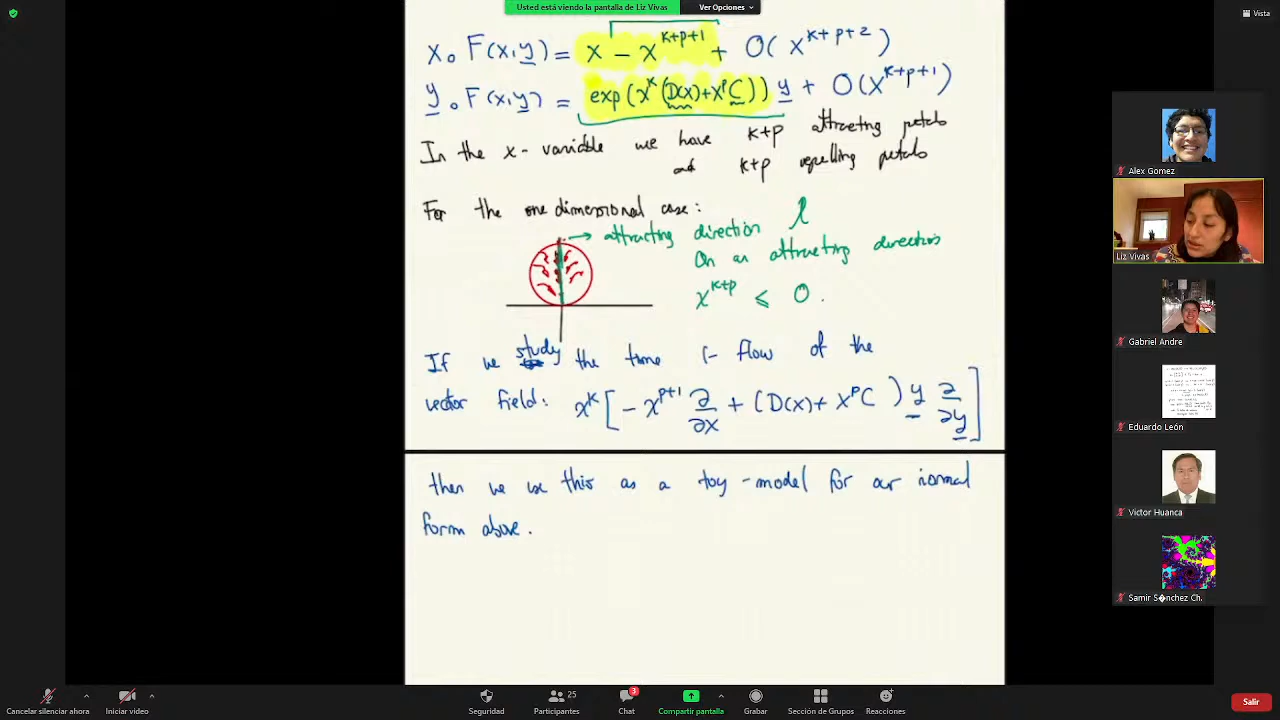 Usted está viendo la pantalla de Liz Vivas
Ver Opciones
Vista
x∘F(x,y) = x − x^{k+p+1} + O(x^{k+p+2})
y∘F(x,y) = exp(x^k(D(x)+x^p C)) y + O(x^{k+p+1})
In the x-variable we have k+p attracting petals
and k+p repelling petals
For the one dimensional case:
→ attracting direction ℓ
On an attracting direction
x^{k+p} ≤ 0.
If we study the time 1- flow of the
vector field: x^k [ − x^{p+1} ∂/∂x + (D(x)+ x^p C ) y ∂/∂y ]
then we use this as a toy-model for our normal
form above.
Alex Gomez
Liz Vivas
Gabriel Andre
Eduardo León
Victor Huanca
Samir S�nchez Ch.
Cancelar silenciar ahora
Iniciar video
Seguridad
25
Participantes
3
Chat
Compartir pantalla
Grabar
Sección de Grupos
Reacciones
Salir